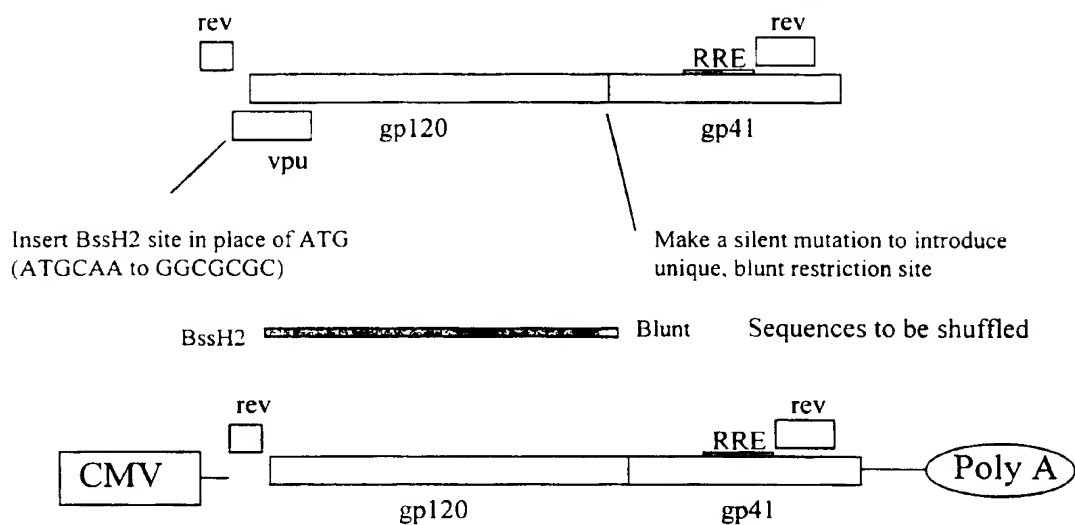 rev
rev
RRE
gp120
gp41
vpu
Insert BssH2 site in place of ATG
(ATGCAA to GGCGCGC)
Make a silent mutation to introduce
unique, blunt restriction site
BssH2
Blunt
Sequences to be shuffled
rev
rev
RRE
CMV
Poly A
gp120
gp41